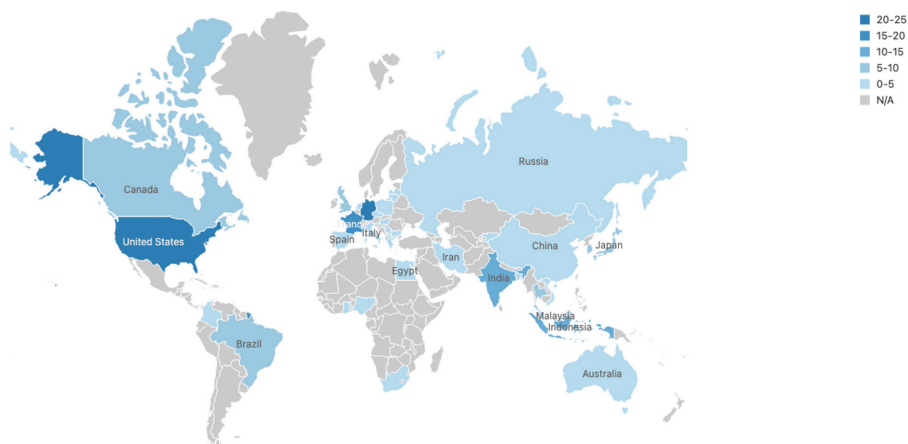 20-25
15-20
10-15
5-10
0-5
N/A
Russia
Canada
United States
Spain
Italy
Iran
China
Japan
Egypt
India
Malaysia
Indonesia
Brazil
Australia